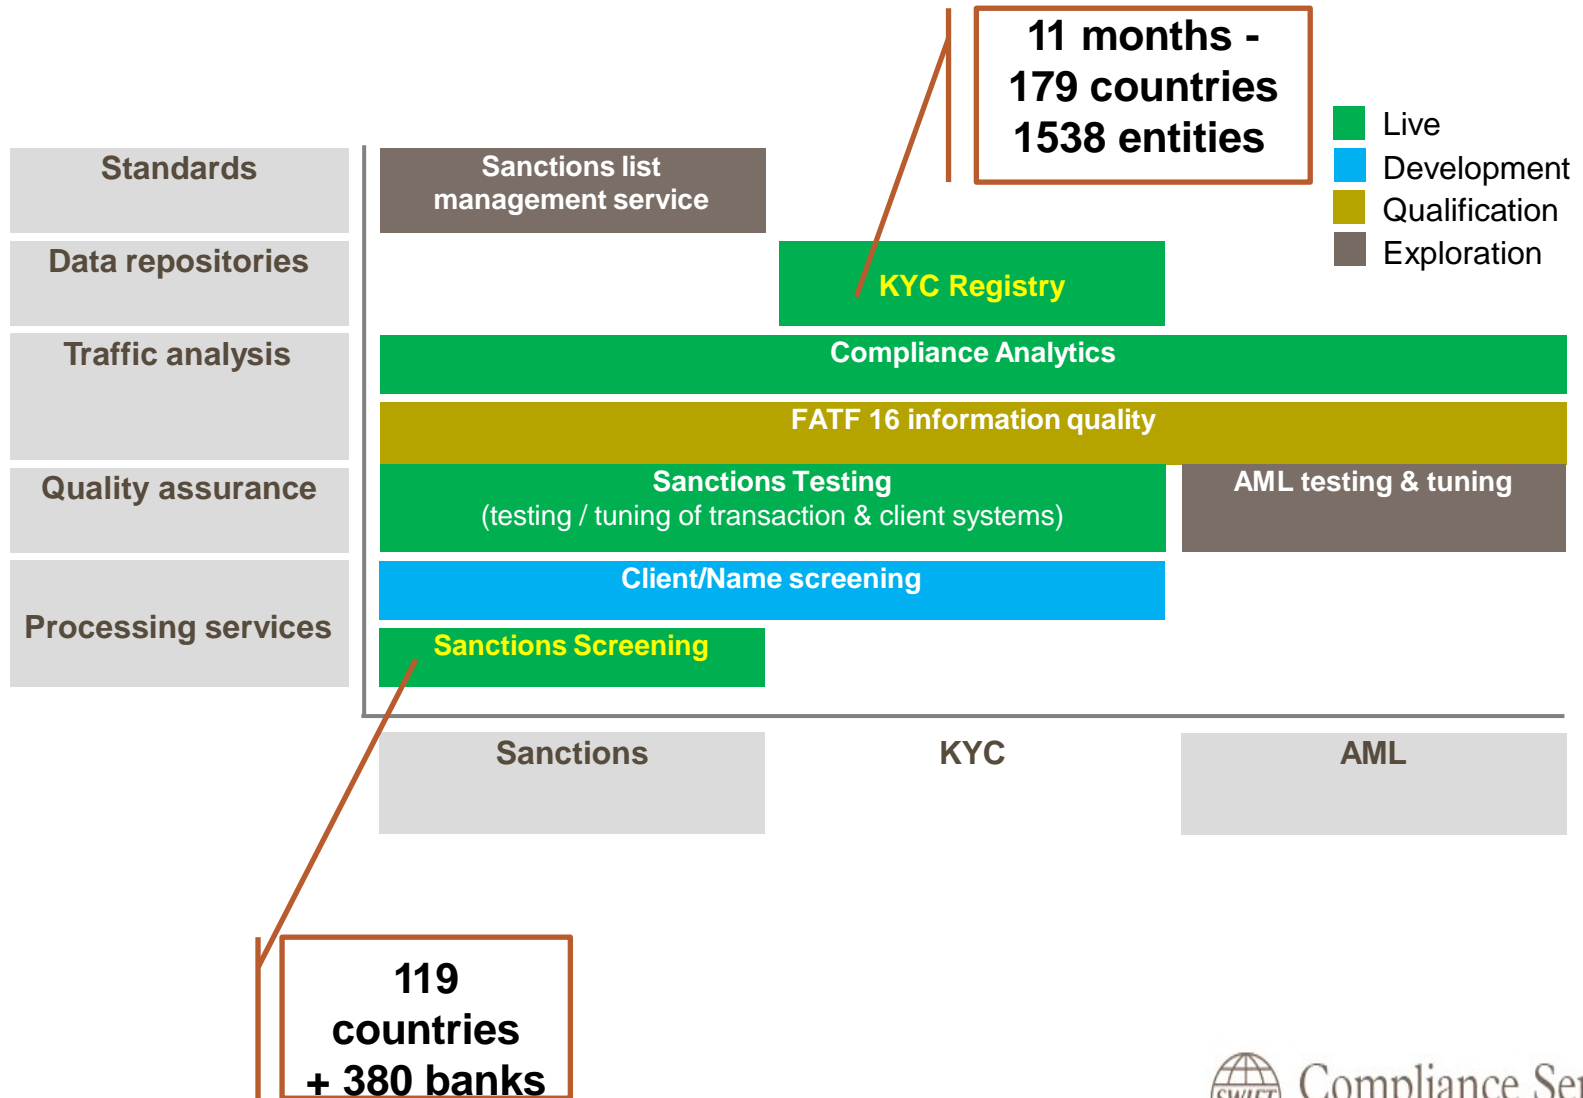 11 months -
179 countries
1538 entities
Live
Development
Qualification
Exploration
Standards
Sanctions list
management service
Data repositories
KYC Registry
Traffic analysis
Compliance Analytics
FATF 16 information quality
Quality assurance
Sanctions Testing
(testing / tuning of transaction & client systems)
AML testing & tuning
Processing services
Client/Name screening
Sanctions Screening
Sanctions
KYC
AML
119
countries
+ 380 banks
SWIFT
Compliance Ser